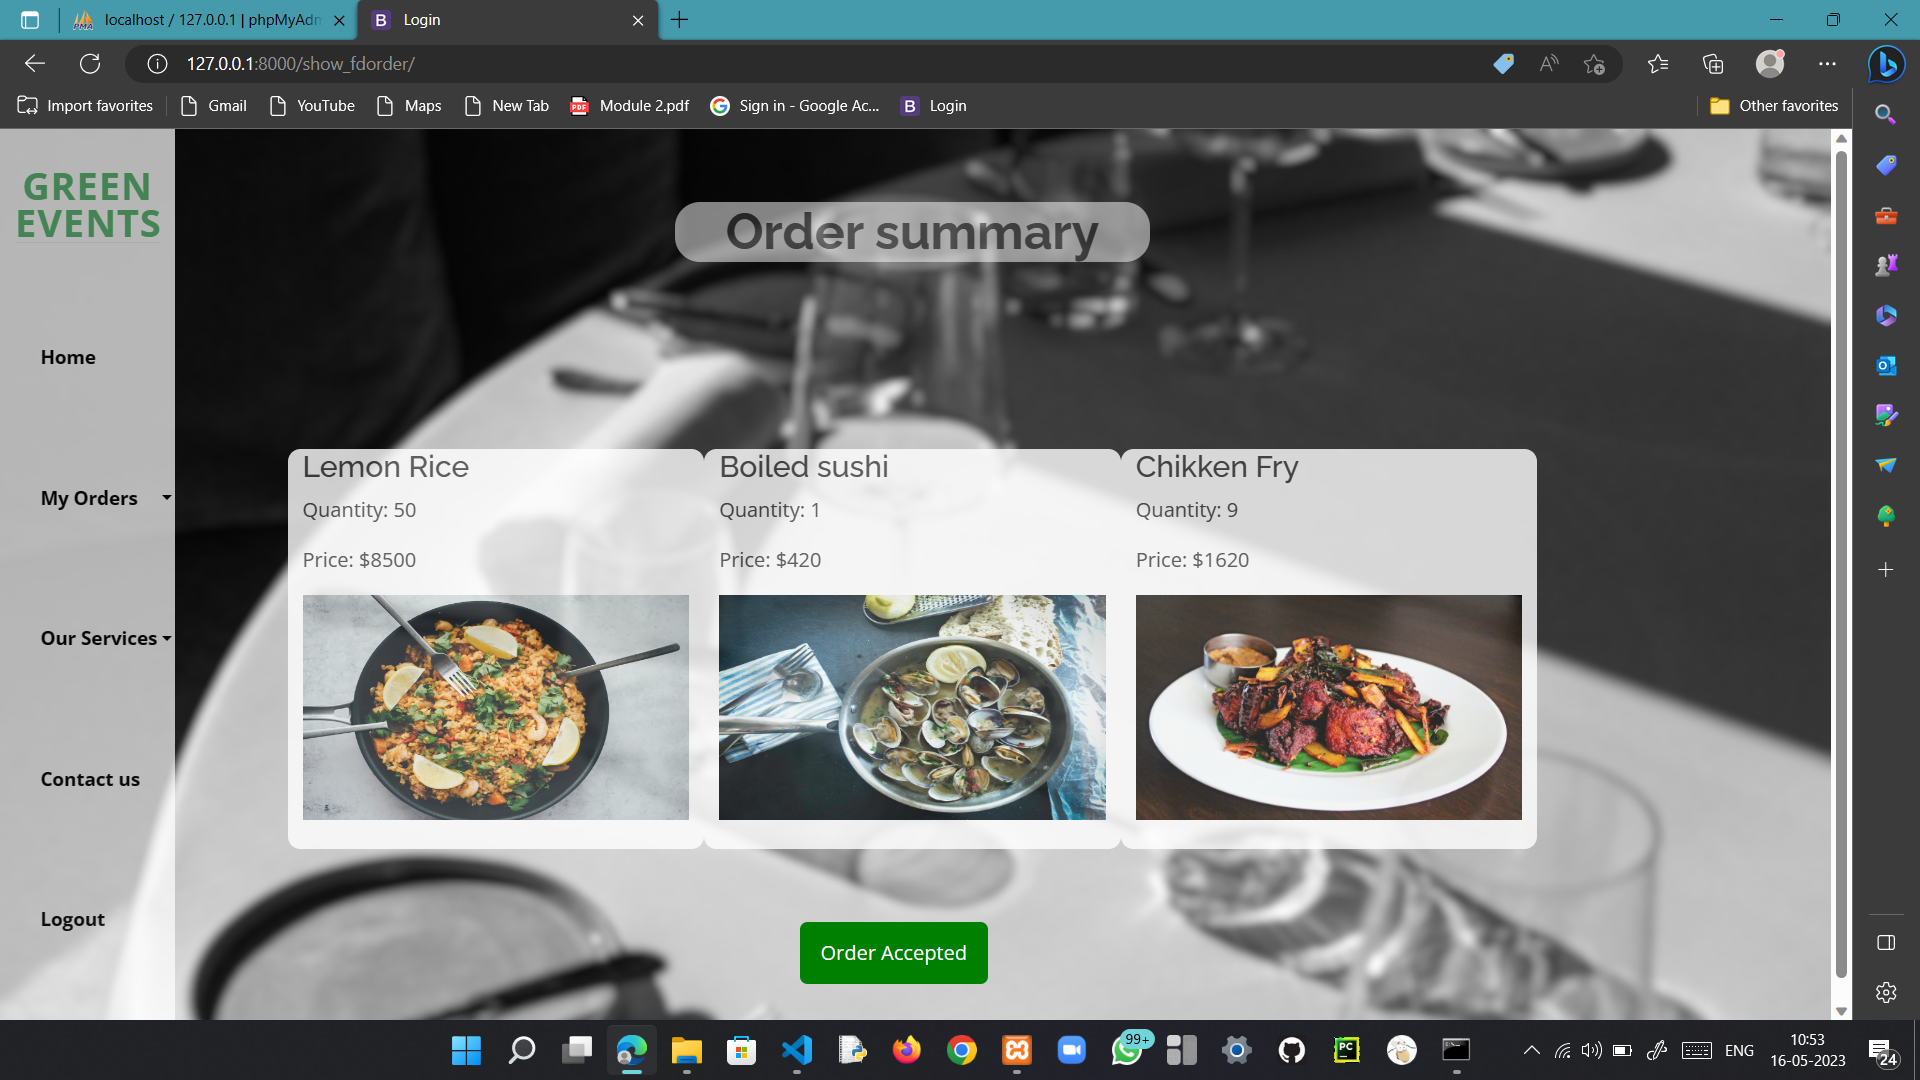 localhost / 127.0.0.1 | phpMyAdm
Login
127.0.0.1:8000/show_fdorder/
Import favorites
Gmail
YouTube
Maps
New Tab
Module 2.pdf
Sign in - Google Ac...
Login
Other favorites
GREEN
EVENTS
Home
My Orders
Our Services
Contact us
Logout
Order summary
Lemon Rice
Quantity: 50
Price: $8500
Boiled sushi
Quantity: 1
Price: $420
Chikken Fry
Quantity: 9
Price: $1620
Order Accepted
99+
ENG
10:53
16-05-2023
24